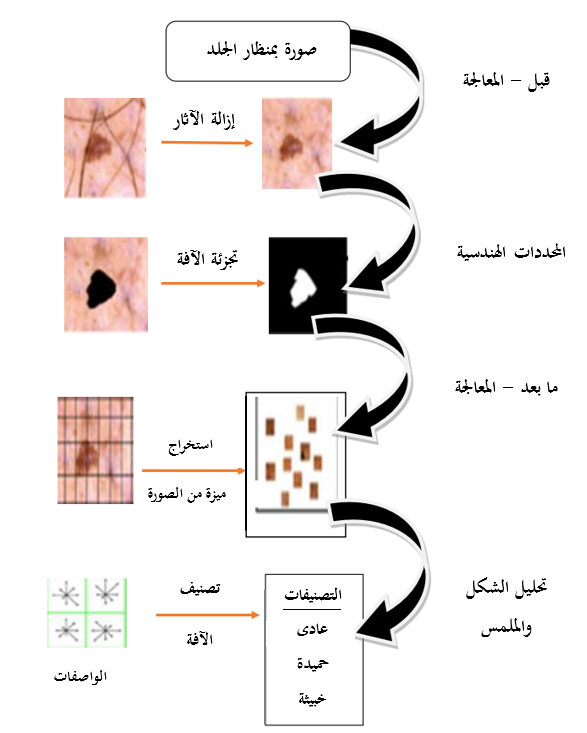 صورة بمنظار الجلد
قبل – المعالجة
إزالة الآثار
المحددات الهندسية
تجزئة الآفة
ما بعد – المعالجة
استخراج
ميزة من الصورة
تحليل الشكل
والملمس
تصنيف
الآفة
التصنيفات
عادى
حميدة
خبيثة
الواصفات